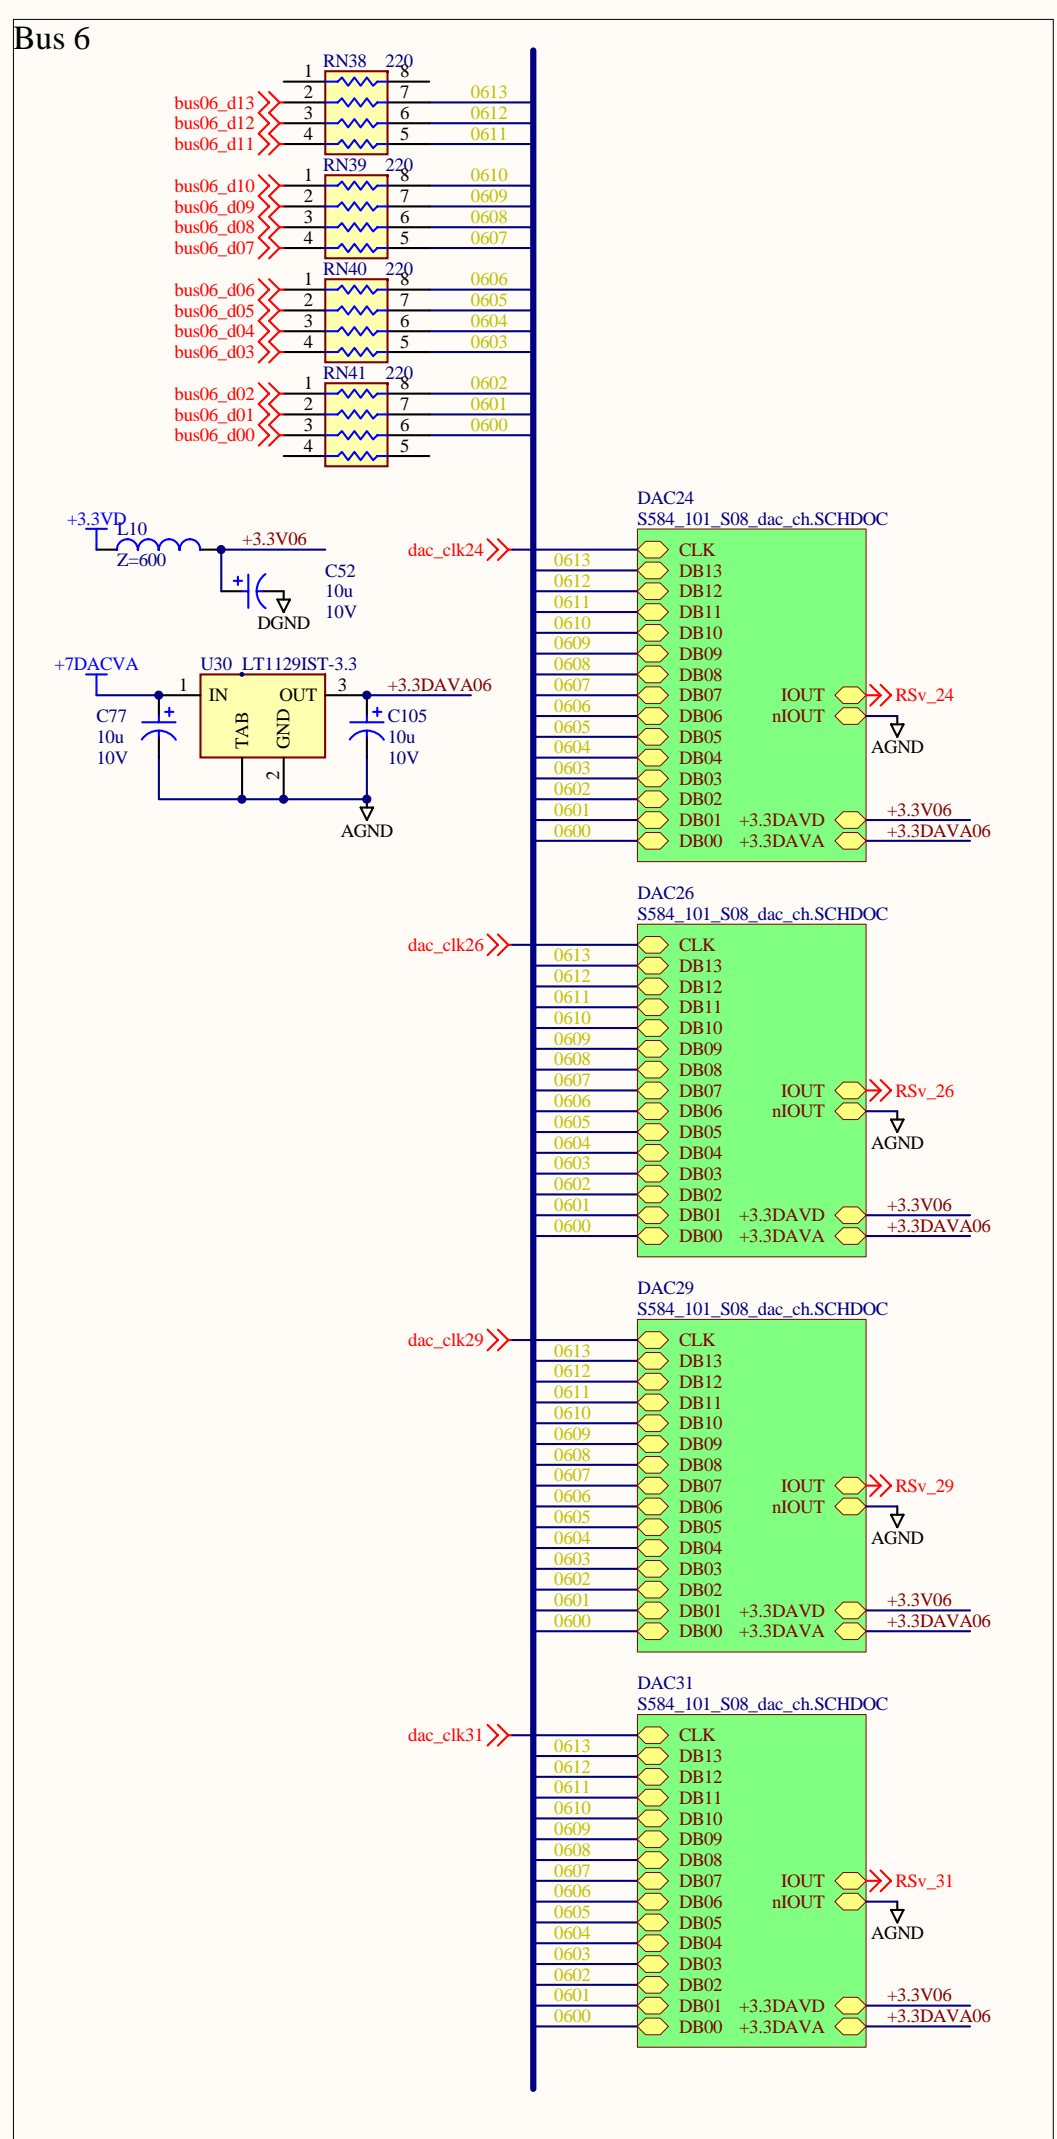 Bus 6
RN38 220
1 8
bus06_d13 2 7 0613
bus06_d12 3 6 0612
bus06_d11 4 5 0611
RN39 220
bus06_d10 1 8 0610
bus06_d09 2 7 0609
bus06_d08 3 6 0608
bus06_d07 4 5 0607
RN40 220
bus06_d06 1 8 0606
bus06_d05 2 7 0605
bus06_d04 3 6 0604
bus06_d03 4 5 0603
RN41 220
bus06_d02 1 8 0602
bus06_d01 2 7 0601
bus06_d00 3 6 0600
4 5
+3.3VD
L10
Z=600
+3.3V06
+
C52
10u
10V
DGND
+7DACVA
U30 LT1129IST-3.3
1 IN OUT 3
+3.3DAVA06
TAB
GND
2
+
C77
10u
10V
+
C105
10u
10V
AGND
DAC24
S584_101_S08_dac_ch.SCHDOC
dac_clk24 CLK
0613 DB13
0612 DB12
0611 DB11
0610 DB10
0609 DB09
0608 DB08
0607 DB07 IOUT RSv_24
0606 DB06 nIOUT
0605 DB05 AGND
0604 DB04
0603 DB03
0602 DB02
0601 DB01 +3.3DAVD +3.3V06
0600 DB00 +3.3DAVA +3.3DAVA06
DAC26
S584_101_S08_dac_ch.SCHDOC
dac_clk26 CLK
0613 DB13
0612 DB12
0611 DB11
0610 DB10
0609 DB09
0608 DB08
0607 DB07 IOUT RSv_26
0606 DB06 nIOUT
0605 DB05 AGND
0604 DB04
0603 DB03
0602 DB02
0601 DB01 +3.3DAVD +3.3V06
0600 DB00 +3.3DAVA +3.3DAVA06
DAC29
S584_101_S08_dac_ch.SCHDOC
dac_clk29 CLK
0613 DB13
0612 DB12
0611 DB11
0610 DB10
0609 DB09
0608 DB08
0607 DB07 IOUT RSv_29
0606 DB06 nIOUT
0605 DB05 AGND
0604 DB04
0603 DB03
0602 DB02
0601 DB01 +3.3DAVD +3.3V06
0600 DB00 +3.3DAVA +3.3DAVA06
DAC31
S584_101_S08_dac_ch.SCHDOC
dac_clk31 CLK
0613 DB13
0612 DB12
0611 DB11
0610 DB10
0609 DB09
0608 DB08
0607 DB07 IOUT RSv_31
0606 DB06 nIOUT
0605 DB05 AGND
0604 DB04
0603 DB03
0602 DB02
0601 DB01 +3.3DAVD +3.3V06
0600 DB00 +3.3DAVA +3.3DAVA06